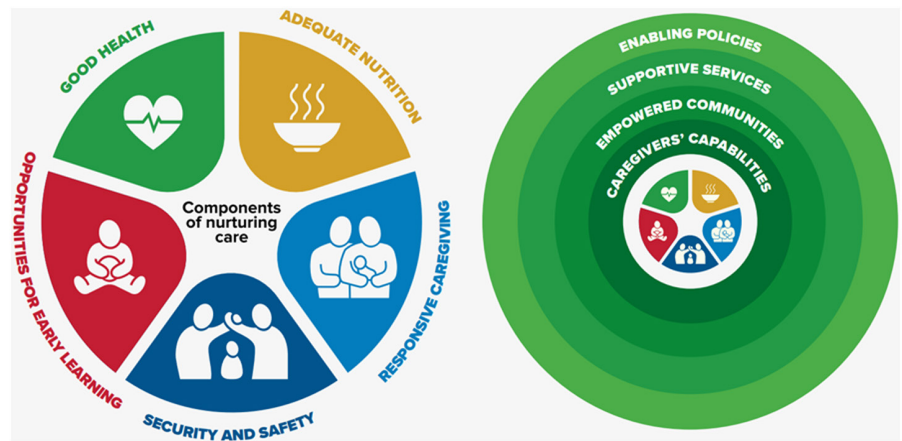 GOOD HEALTH
ADEQUATE NUTRITION
OPPORTUNITIES FOR EARLY LEARNING
Components
of nurturing
care
RESPONSIVE CAREGIVING
SECURITY AND SAFETY
ENABLING POLICIES
SUPPORTIVE SERVICES
EMPOWERED COMMUNITIES
CAREGIVERS’ CAPABILITIES